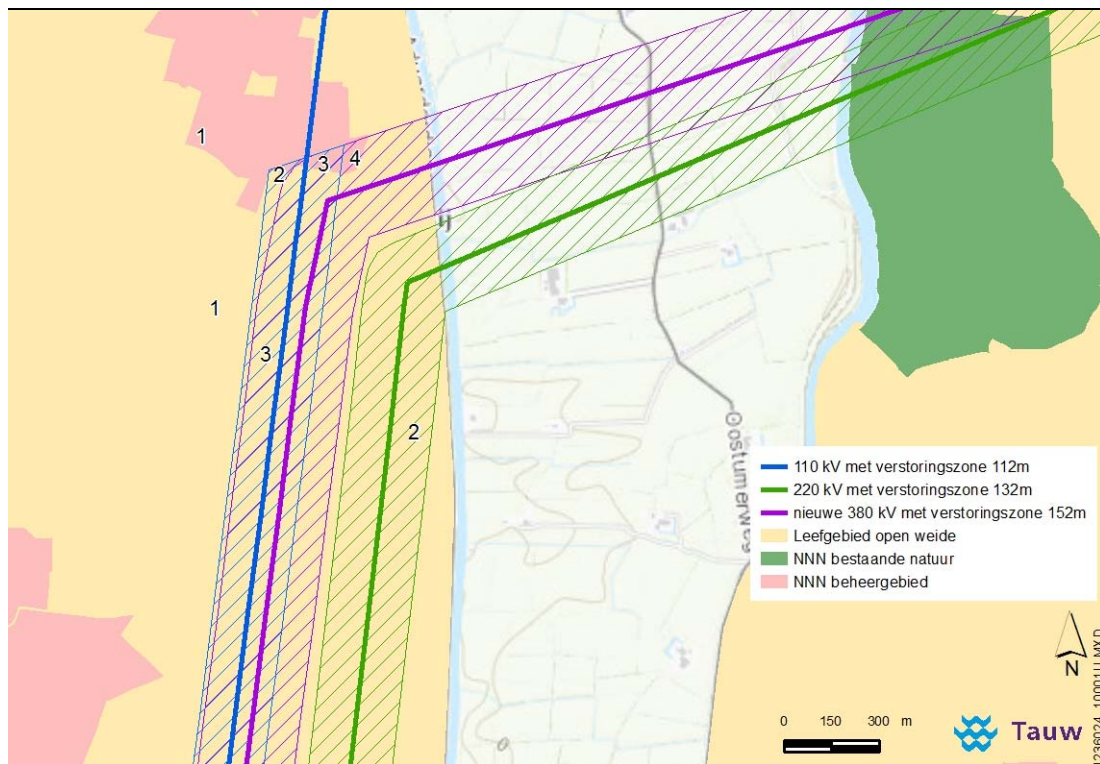 1
2
3
4
1
3
2
Oostumerweg
110 kV met verstoringszone 112m
220 kV met verstoringszone 132m
nieuwe 380 kV met verstoringszone 152m
Leefgebied open weide
NNN bestaande natuur
NNN beheergebied
N
0 150 300 m
Tauw